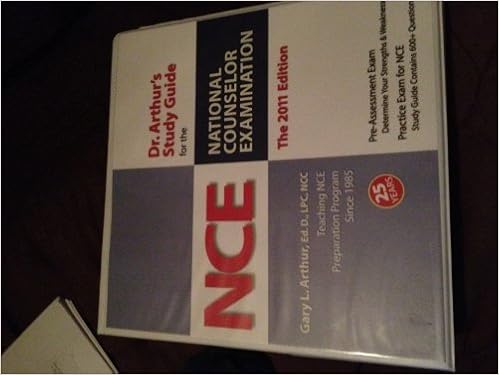 Dr. Arthur's
Study Guide
for the
NATIONAL
COUNSELOR
EXAMINATION
NCE
The 2011 Edition
Gary L. Arthur, Ed.D., LPC, NCC
Teaching NCE
Preparation Program
Since 1985
25
YEARS
Pre-Assessment Exam
Determine Your Strengths & Weakness
Practice Exam for NCE
Study Guide Contains 600+ Question